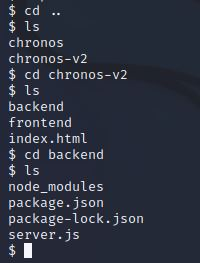 $ cd ..
$ ls
chronos
chronos-v2
$ cd chronos-v2
$ ls
backend
frontend
index.html
$ cd backend
$ ls
node_modules
package.json
package-lock.json
server.js
$